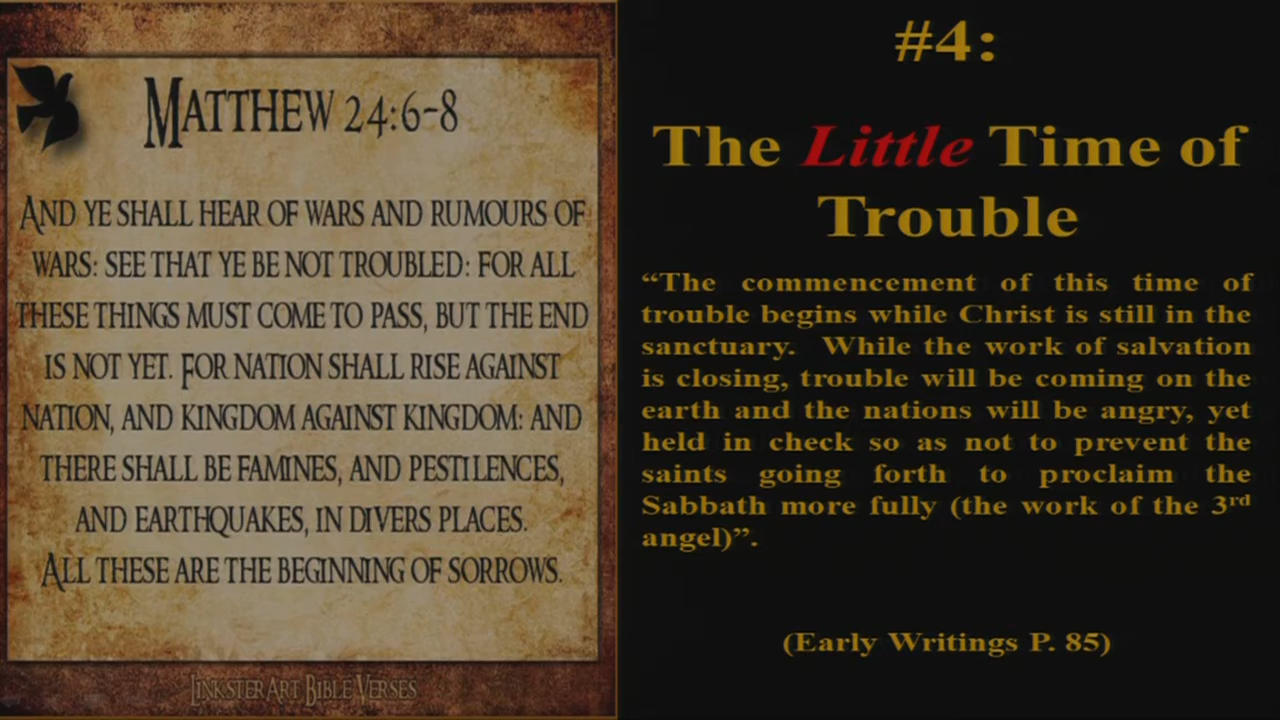 MATTHEW 24:6-8
AND YE SHALL HEAR OF WARS AND RUMOURS OF
WARS: SEE THAT YE BE NOT TROUBLED: FOR ALL
THESE THINGS MUST COME TO PASS, BUT THE END
IS NOT YET. FOR NATION SHALL RISE AGAINST
NATION, AND KINGDOM AGAINST KINGDOM: AND
THERE SHALL BE FAMINES, AND PESTILENCES,
AND EARTHQUAKES, IN DIVERS PLACES.
ALL THESE ARE THE BEGINNING OF SORROWS.
LINKSTER ART BIBLE VERSES
#4:
The Little Time of
Trouble
“The commencement of this time of
trouble begins while Christ is still in the
sanctuary. While the work of salvation
is closing, trouble will be coming on the
earth and the nations will be angry, yet
held in check so as not to prevent the
saints going forth to proclaim the
Sabbath more fully (the work of the 3rd
angel)”.
(Early Writings P. 85)